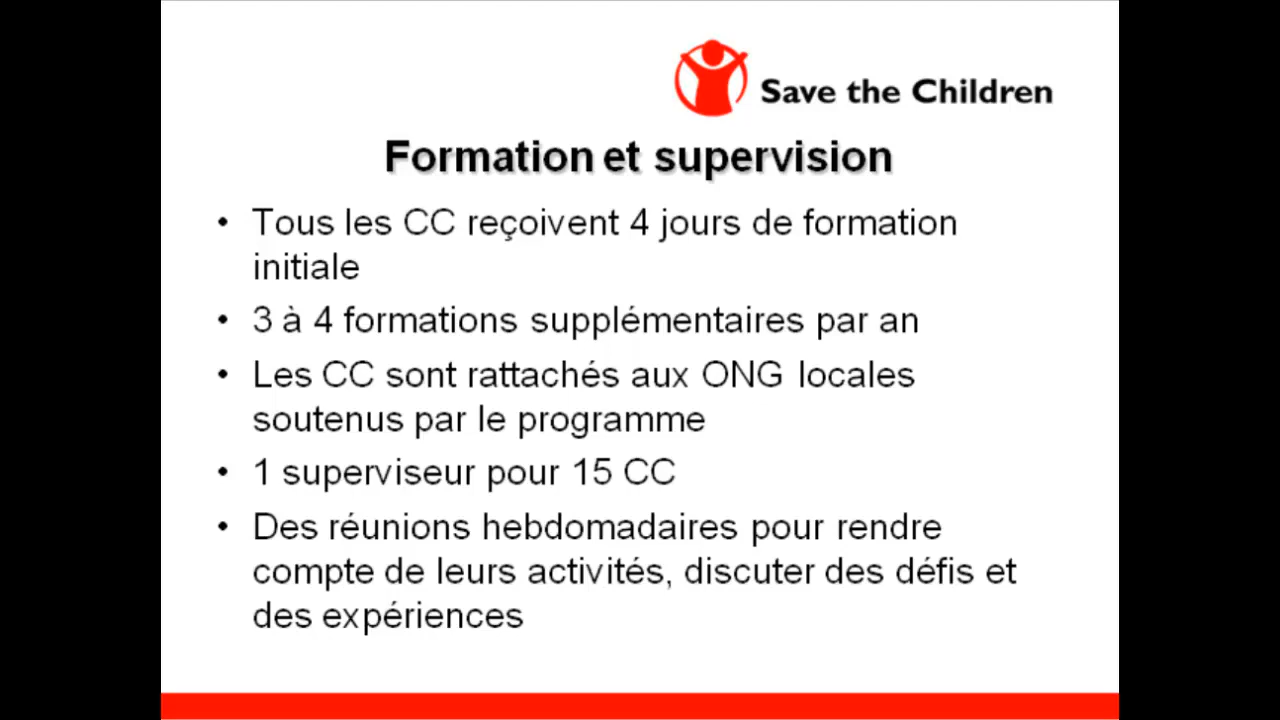 Save the Children
Formation et supervision
• Tous les CC reçoivent 4 jours de formation
initiale
• 3 à 4 formations supplémentaires par an
• Les CC sont rattachés aux ONG locales
soutenus par le programme
• 1 superviseur pour 15 CC
• Des réunions hebdomadaires pour rendre
compte de leurs activités, discuter des défis et
des expériences